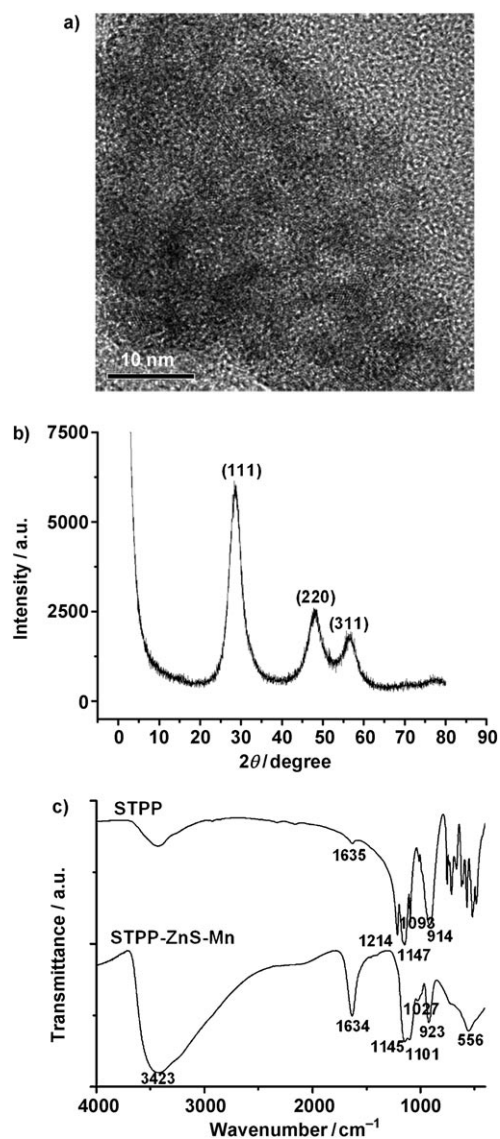 a)
10 nm
b)
7500
(111)
5000
Intensity / a.u.
(220)
2500
(311)
0
0 10 20 30 40 50 60 70 80 90
2θ / degree
c)
STPP
1635
1093
1214
914
1147
STPP-ZnS-Mn
Transmittance / a.u.
1027
1634
923
556
1145
1101
3423
4000 3000 2000 1000
Wavenumber / cm⁻¹